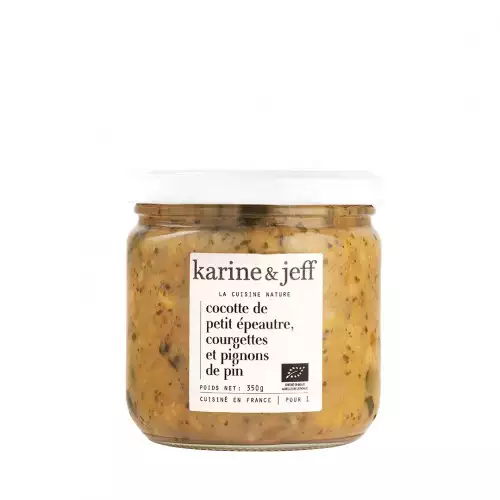 karine & jeff
LA CUISINE NATURE
cocotte de
petit épeautre,
courgettes
et pignons
de pin
POIDS NET: 350g
CUISINÉ EN FRANCE | POUR 1